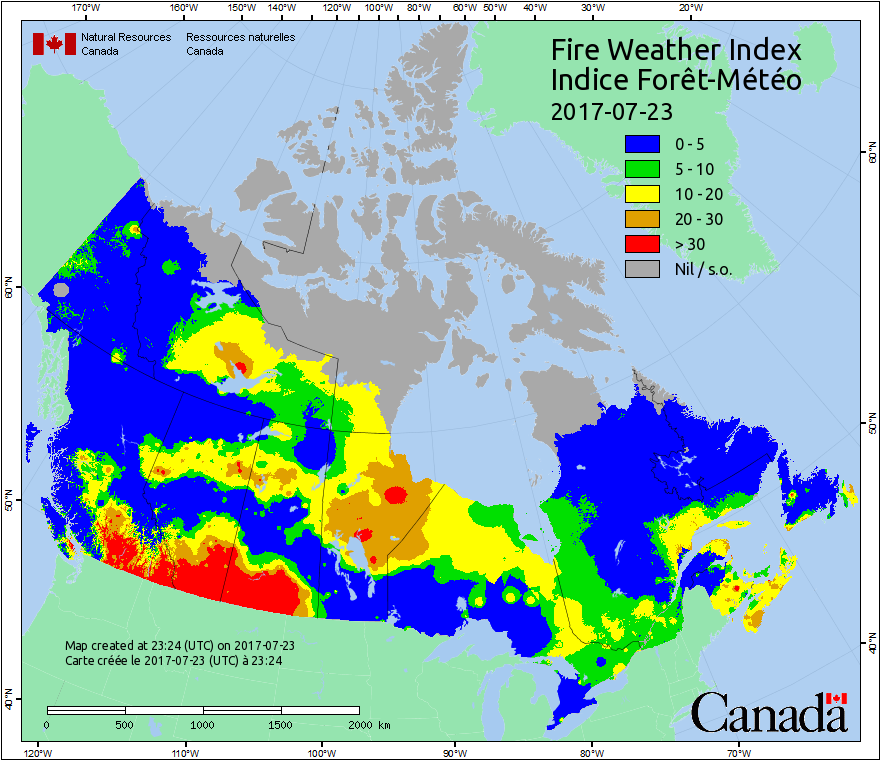 170°W 160°W 150°W 140°W 130°W 120°W 110°W 100°W 90°W 80°W 70°W 60°W 50°W 40°W 30°W 20°W
Natural Resources Canada
Ressources naturelles Canada
Fire Weather Index
Indice Forêt-Météo
2017-07-23
0 - 5
5 - 10
10 - 20
20 - 30
> 30
Nil / s.o.
60°N
60°N
50°N
50°N
40°N
40°N
Map created at 23:24 (UTC) on 2017-07-23
Carte créée le 2017-07-23 (UTC) à 23:24
0 500 1000 1500 2000 km
Canada
120°W 110°W 100°W 90°W 80°W 70°W